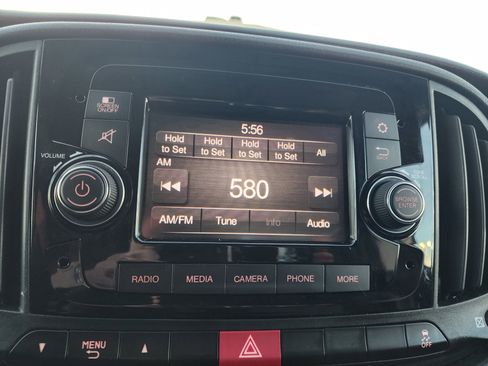 SCREEN
ON/OFF
VOLUME
5:56
Hold
to Set
Hold
to Set
Hold
to Set
Hold
to Set
All
AM
580
AM/FM
Tune
Info
Audio
BACK
BROWSE
ENTER
RADIO
MEDIA
CAMERA
PHONE
MORE
MENU
OFF